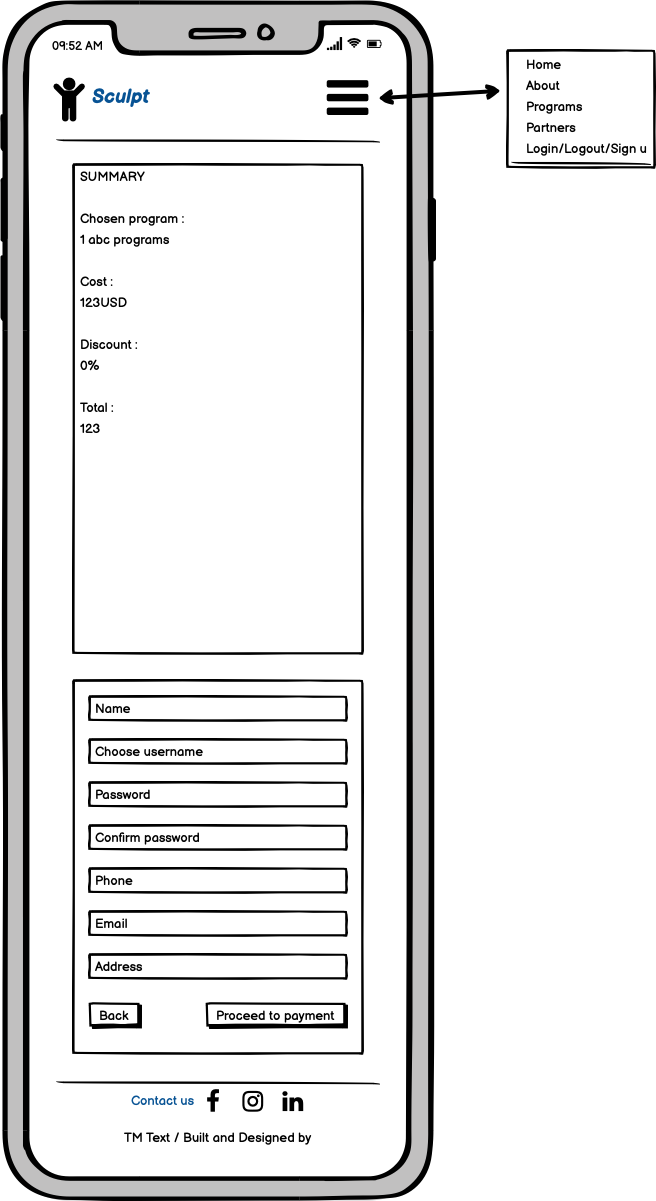 09:52 AM
Sculpt
Home
About
Programs
Partners
Login/Logout/Sign u
SUMMARY
Chosen program :
1 abc programs
Cost :
123USD
Discount :
0%
Total :
123
Name
Choose username
Password
Confirm password
Phone
Email
Address
Back
Proceed to payment
Contact us
TM Text / Built and Designed by